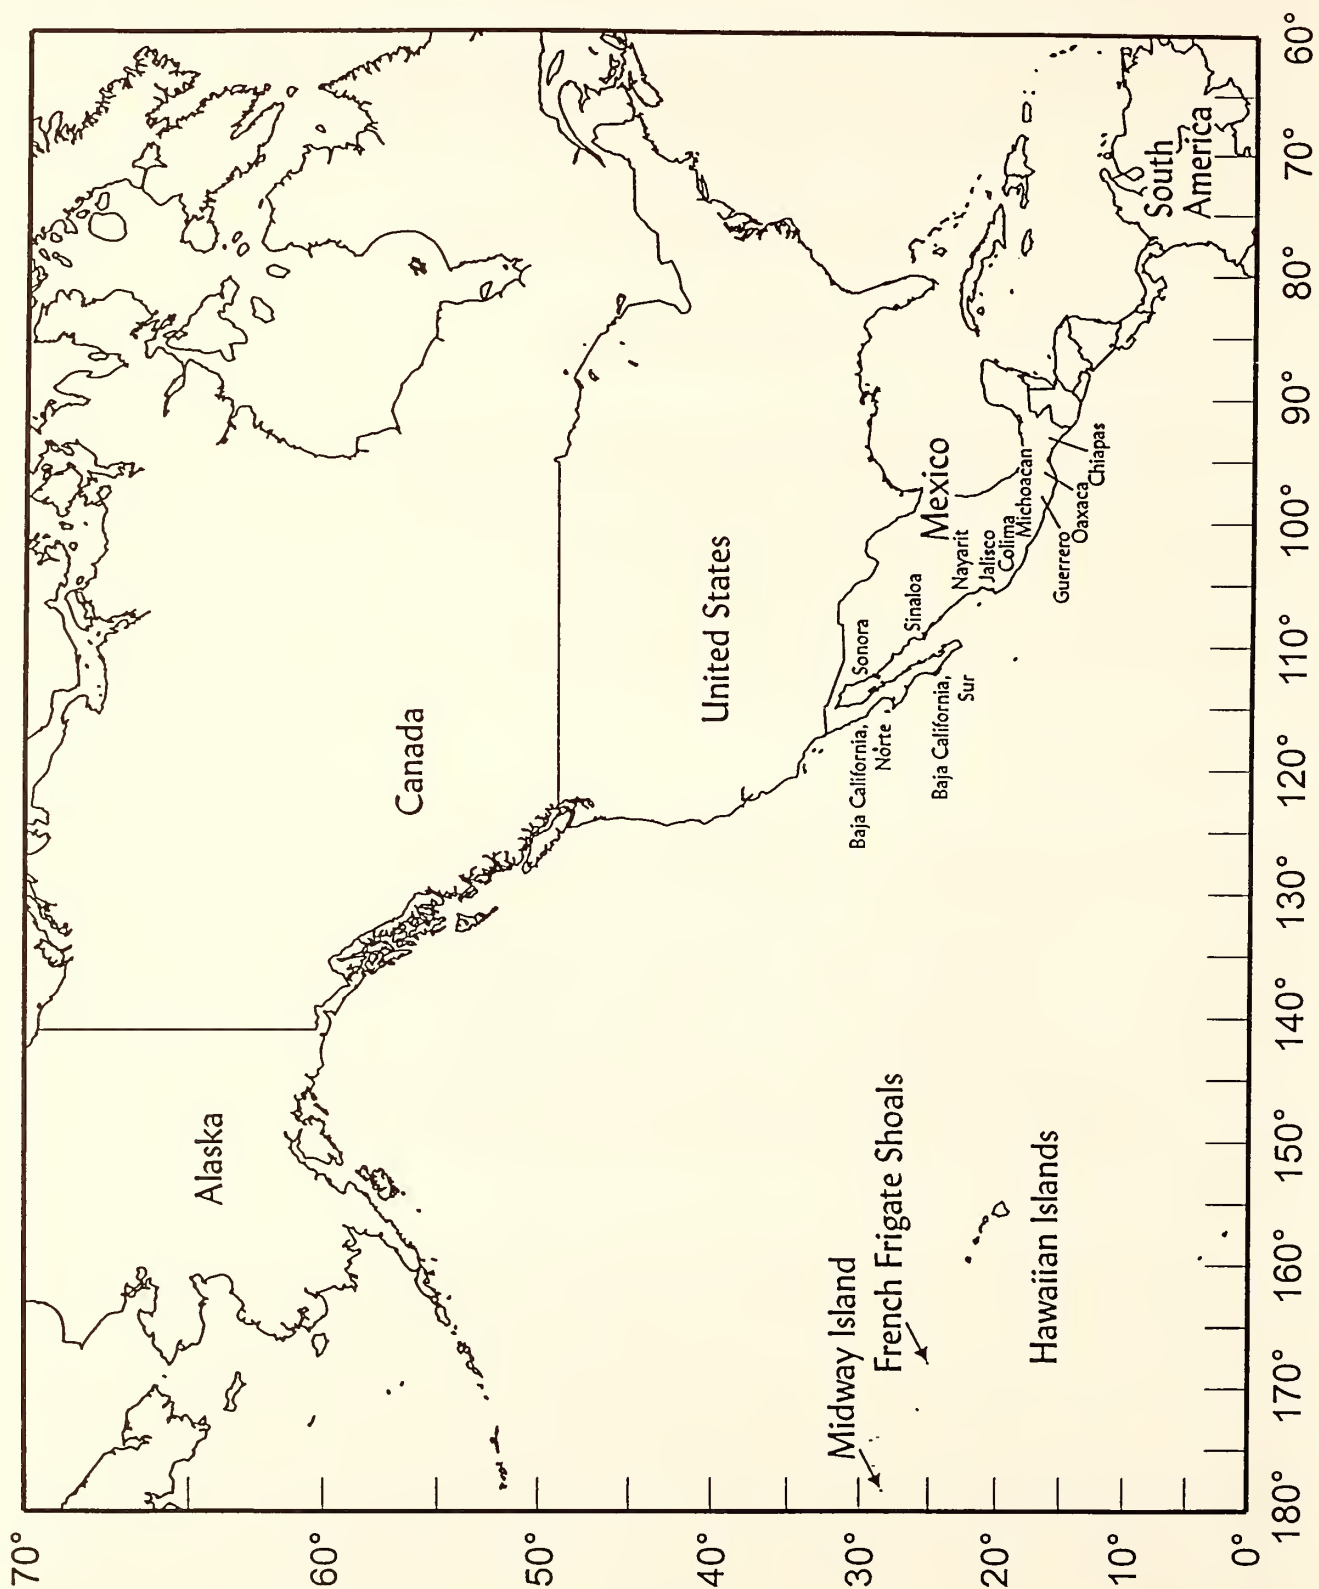 70°
60°
50°
40°
30°
20°
10°
0°
180°
170°
160°
150°
140°
130°
120°
110°
100°
90°
80°
70°
60°
Alaska
Canada
United States
Mexico
South
America
Baja California,
Norte
Baja California,
Sur
Sonora
Sinaloa
Nayarit
Jalisco
Colima
Michoacan
Guerrero
Oaxaca
Chiapas
Midway Island
French Frigate Shoals
Hawaiian Islands